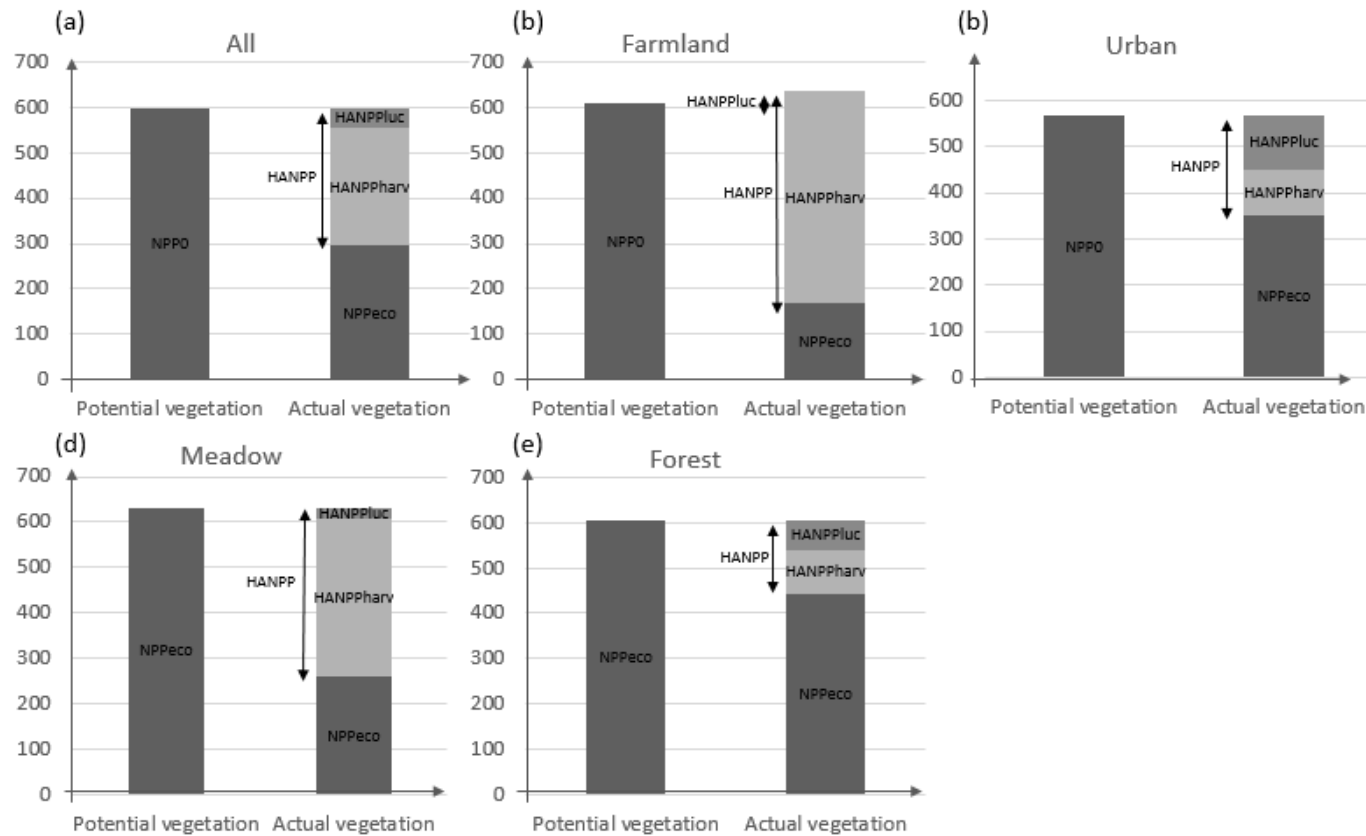 (a)
All
700
600
500
400
300
200
100
0
NPP0
HANPP
HANPPluc
HANPPharv
NPPeco
Potential vegetation
Actual vegetation
(b)
Farmland
700
600
500
400
300
200
100
0
NPP0
HANPPluc
HANPP
HANPPharv
NPPeco
Potential vegetation
Actual vegetation
(b)
Urban
600
500
400
300
200
100
0
NPP0
HANPP
HANPPluc
HANPPharv
NPPeco
Potential vegetation
Actual vegetation
(d)
Meadow
700
600
500
400
300
200
100
0
NPPeco
HANPP
HANPPluc
HANPPharv
NPPeco
Potential vegetation
Actual vegetation
(e)
Forest
700
600
500
400
300
200
100
0
NPPeco
HANPP
HANPPluc
HANPPharv
NPPeco
Potential vegetation
Actual vegetation